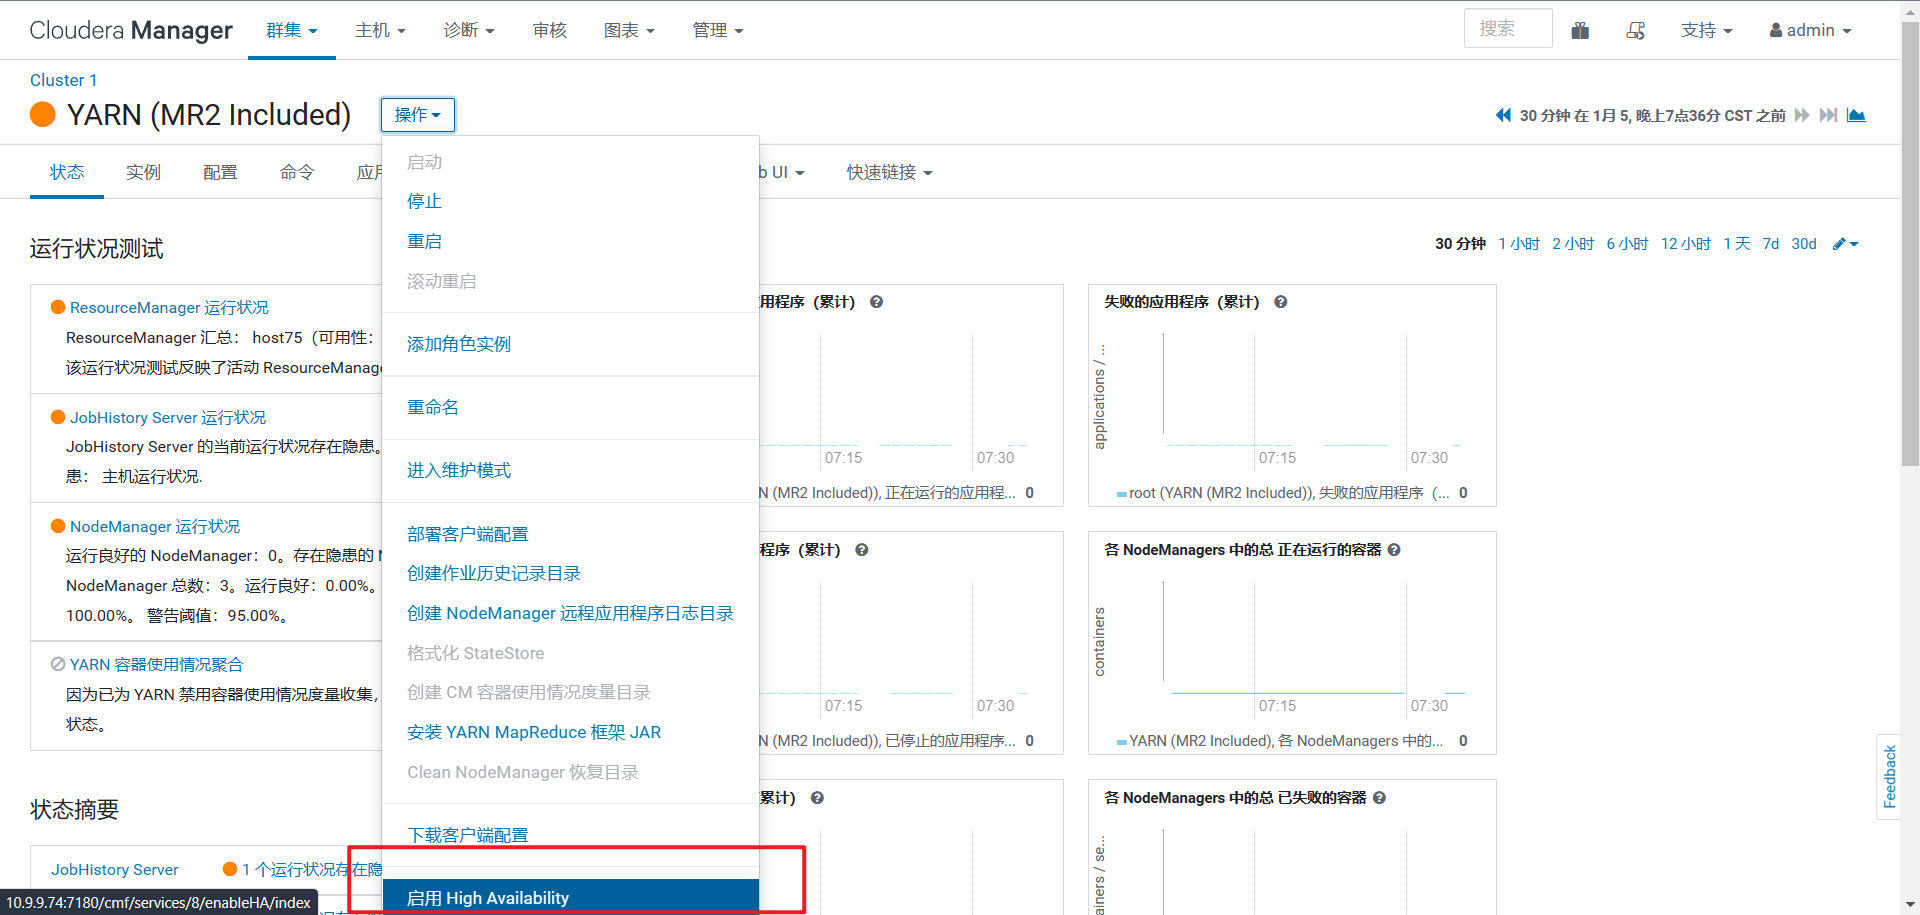 Cloudera Manager 群集 主机 诊断 审核 图表 管理 搜索 支持 admin
Cluster 1
YARN (MR2 Included) 操作 30 分钟 在 1月 5, 晚上7点36分 CST 之前
状态 实例 配置 命令 应用 b UI 快速链接
启动
停止
重启
滚动重启
添加角色实例
重命名
进入维护模式
部署客户端配置
创建作业历史记录目录
创建 NodeManager 远程应用程序日志目录
格式化 StateStore
创建 CM 容器使用情况度量目录
安装 YARN MapReduce 框架 JAR
Clean NodeManager 恢复目录
下载客户端配置
启用 High Availability
运行状况测试
ResourceManager 运行状况
ResourceManager 汇总： host75（可用性：
该运行状况测试反映了活动 ResourceManage
JobHistory Server 运行状况
JobHistory Server 的当前运行状况存在隐患。
患： 主机运行状况.
NodeManager 运行状况
运行良好的 NodeManager：0。存在隐患的
NodeManager 总数：3。运行良好：0.00%。
100.00%。 警告阈值：95.00%。
YARN 容器使用情况聚合
因为已为 YARN 禁用容器使用情况度量收集，
状态。
状态摘要
JobHistory Server 1 个运行状况存在隐
10.9.9.74:7180/cmf/services/8/enableHA/index
30 分钟 1 小时 2 小时 6 小时 12 小时 1 天 7d 30d
用程序（累计）
07:15 07:30
N (MR2 Included)), 正在运行的应用程... 0
失败的应用程序（累计）
applications / ...
07:15 07:30
root (YARN (MR2 Included)), 失败的应用程序（... 0
程序（累计）
07:15 07:30
N (MR2 Included)), 已停止的应用程序... 0
各 NodeManagers 中的总 正在运行的容器
containers
07:15 07:30
YARN (MR2 Included), 各 NodeManagers 中的... 0
累计)
各 NodeManagers 中的总 已失败的容器
ainers / se...
Feedback